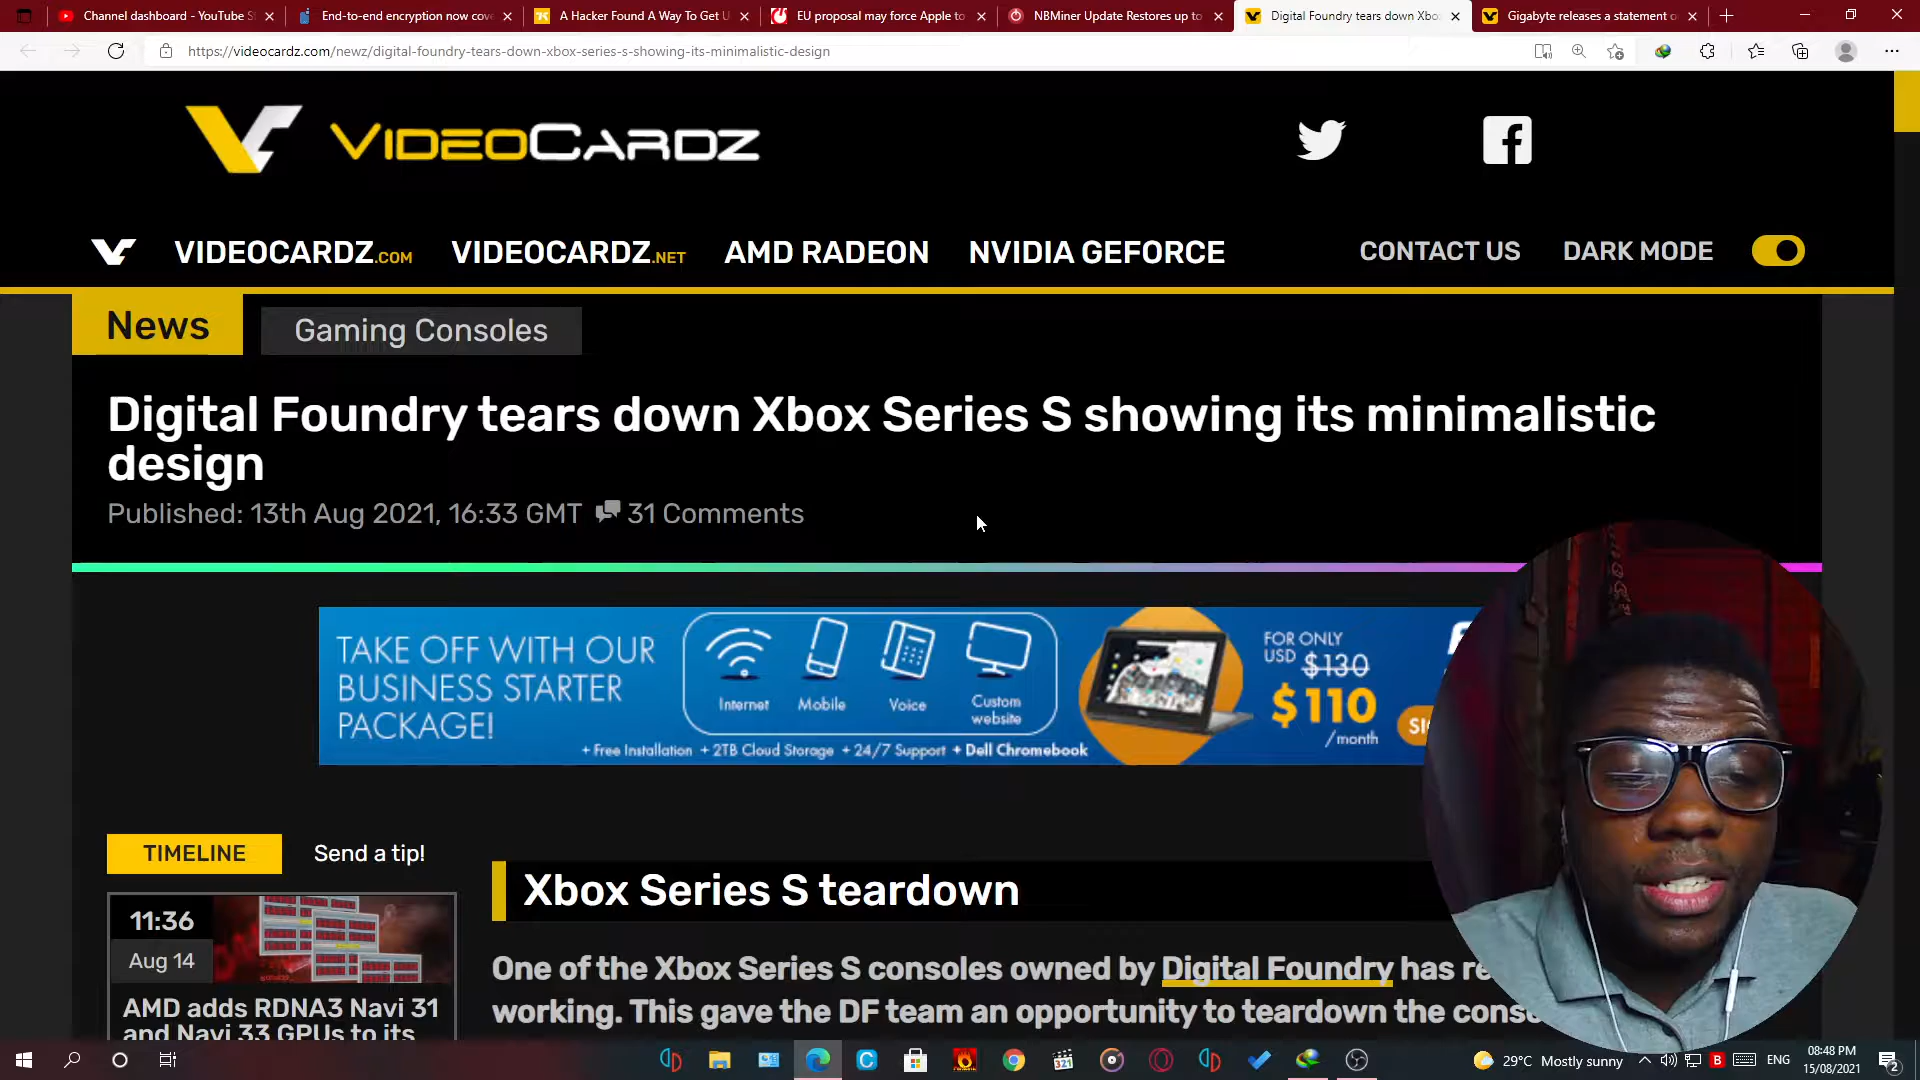 Channel dashboard - YouTube S
End-to-end encryption now cov
A Hacker Found A Way To Get U
EU proposal may force Apple to
NBMiner Update Restores up to
Digital Foundry tears down Xbo
Gigabyte releases a statement o
https://videocardz.com/newz/digital-foundry-tears-down-xbox-series-s-showing-its-minimalistic-design
VIDEOCARDZ
VIDEOCARDZ.COM
VIDEOCARDZ.NET
AMD RADEON
NVIDIA GEFORCE
CONTACT US
DARK MODE
News
Gaming Consoles
Digital Foundry tears down Xbox Series S showing its minimalistic
design
Published: 13th Aug 2021, 16:33 GMT 31 Comments
TAKE OFF WITH OUR
BUSINESS STARTER
PACKAGE!
Internet
Mobile
Voice
Custom
website
+ Free Installation + 2TB Cloud Storage + 24/7 Support + Dell Chromebook
FOR ONLY
USD $130
$110
/month
TIMELINE
Send a tip!
11:36
Aug 14
AMD adds RDNA3 Navi 31
and Navi 33 GPUs to its
Xbox Series S teardown
One of the Xbox Series S consoles owned by Digital Foundry has re
working. This gave the DF team an opportunity to teardown the cons
29°C Mostly sunny
ENG
08:48 PM
15/08/2021
2